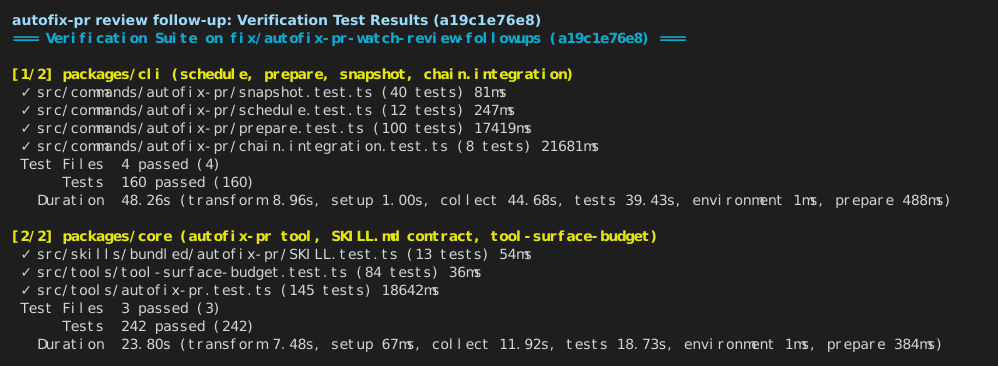 autofix-pr review follow-up: Verification Test Results (a19c1e76e8)
=== Verification Suite on fix/autofix-pr-watch-review-followups (a19c1e76e8) ===
[1/2] packages/cli (schedule, prepare, snapshot, chain.integration)
✓ src/commands/autofix-pr/snapshot.test.ts (40 tests) 81ms
✓ src/commands/autofix-pr/schedule.test.ts (12 tests) 247ms
✓ src/commands/autofix-pr/prepare.test.ts (100 tests) 17419ms
✓ src/commands/autofix-pr/chain.integration.test.ts (8 tests) 21681ms
Test Files 4 passed (4)
Tests 160 passed (160)
Duration 48.26s (transform 8.96s, setup 1.00s, collect 44.68s, tests 39.43s, environment 1ms, prepare 488ms)
[2/2] packages/core (autofix-pr tool, SKILL.md contract, tool-surface-budget)
✓ src/skills/bundled/autofix-pr/SKILL.test.ts (13 tests) 54ms
✓ src/tools/tool-surface-budget.test.ts (84 tests) 36ms
✓ src/tools/autofix-pr.test.ts (145 tests) 18642ms
Test Files 3 passed (3)
Tests 242 passed (242)
Duration 23.80s (transform 7.48s, setup 67ms, collect 11.92s, tests 18.73s, environment 1ms, prepare 384ms)